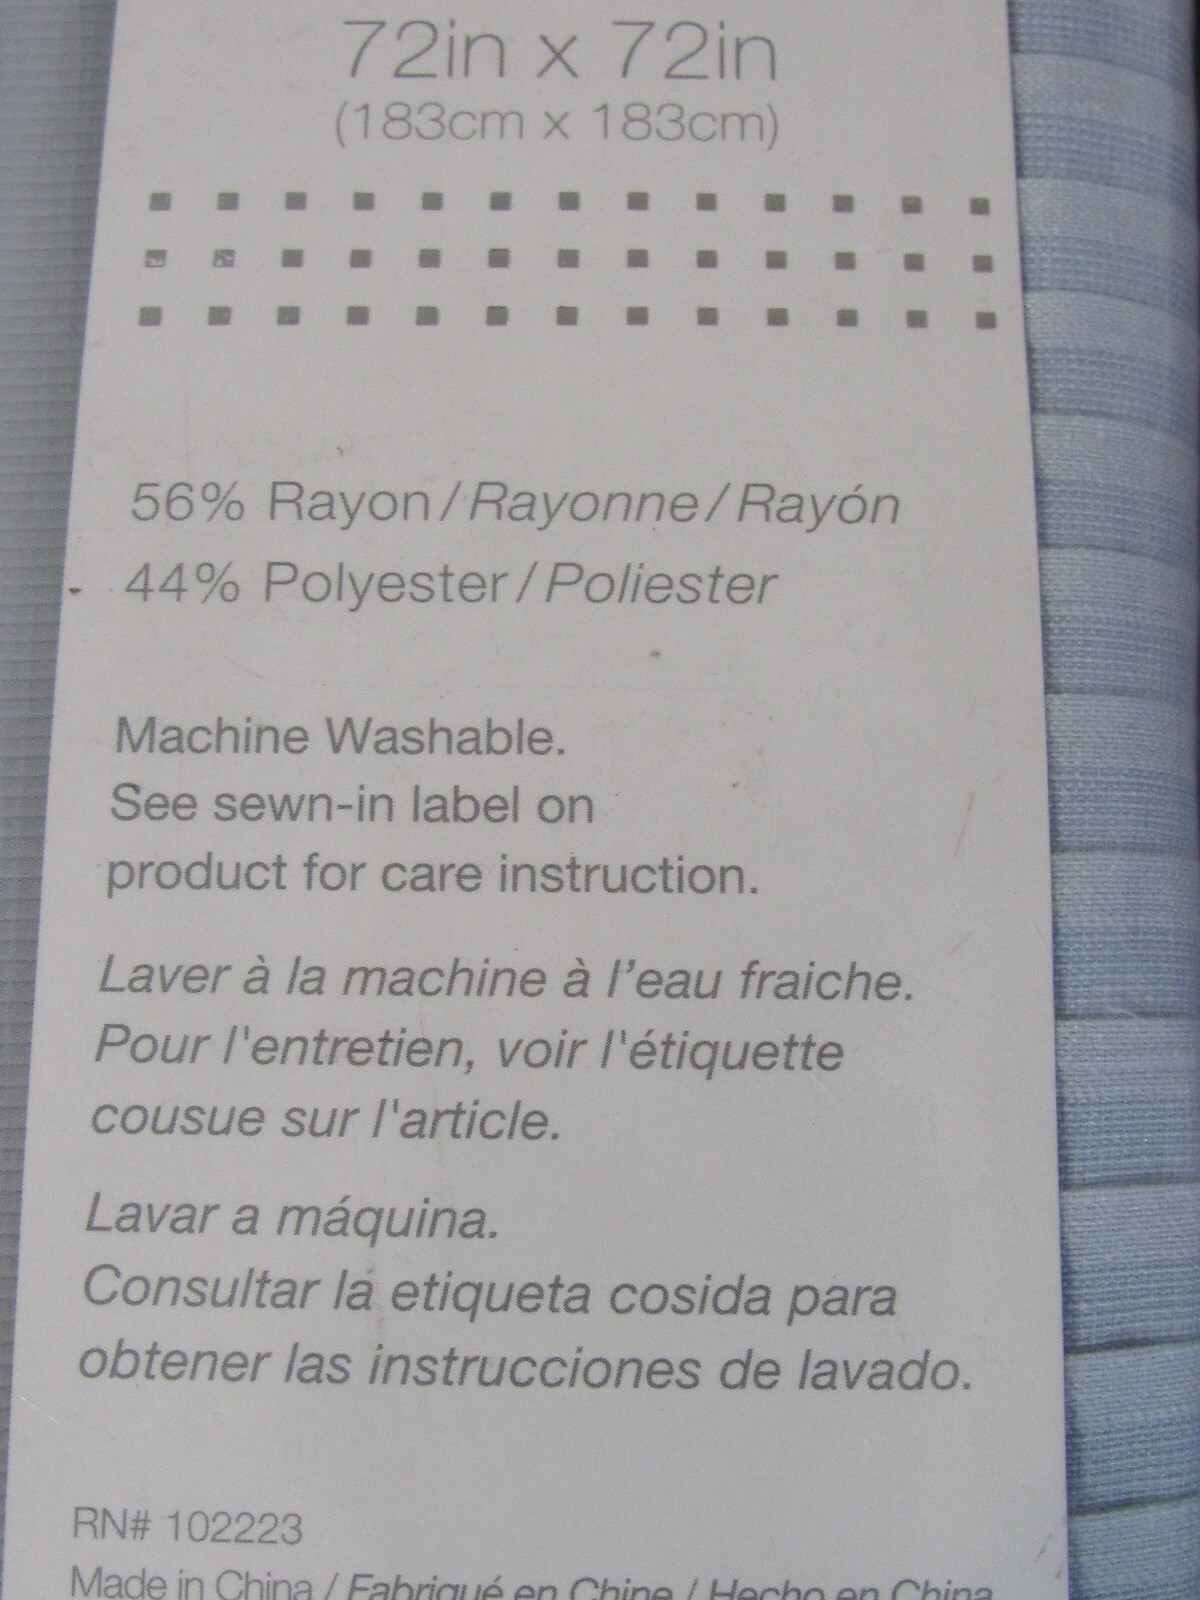 72in x 72in
(183cm x 183cm)
56% Rayon/Rayonne/Rayón
44% Polyester/Poliester
Machine Washable.
See sewn-in label on
product for care instruction.
Laver à la machine à l’eau fraiche.
Pour l'entretien, voir l'étiquette
cousue sur l'article.
Lavar a máquina.
Consultar la etiqueta cosida para
obtener las instrucciones de lavado.
RN# 102223
Made in China / Fabriqué en Chine / Hecho en China